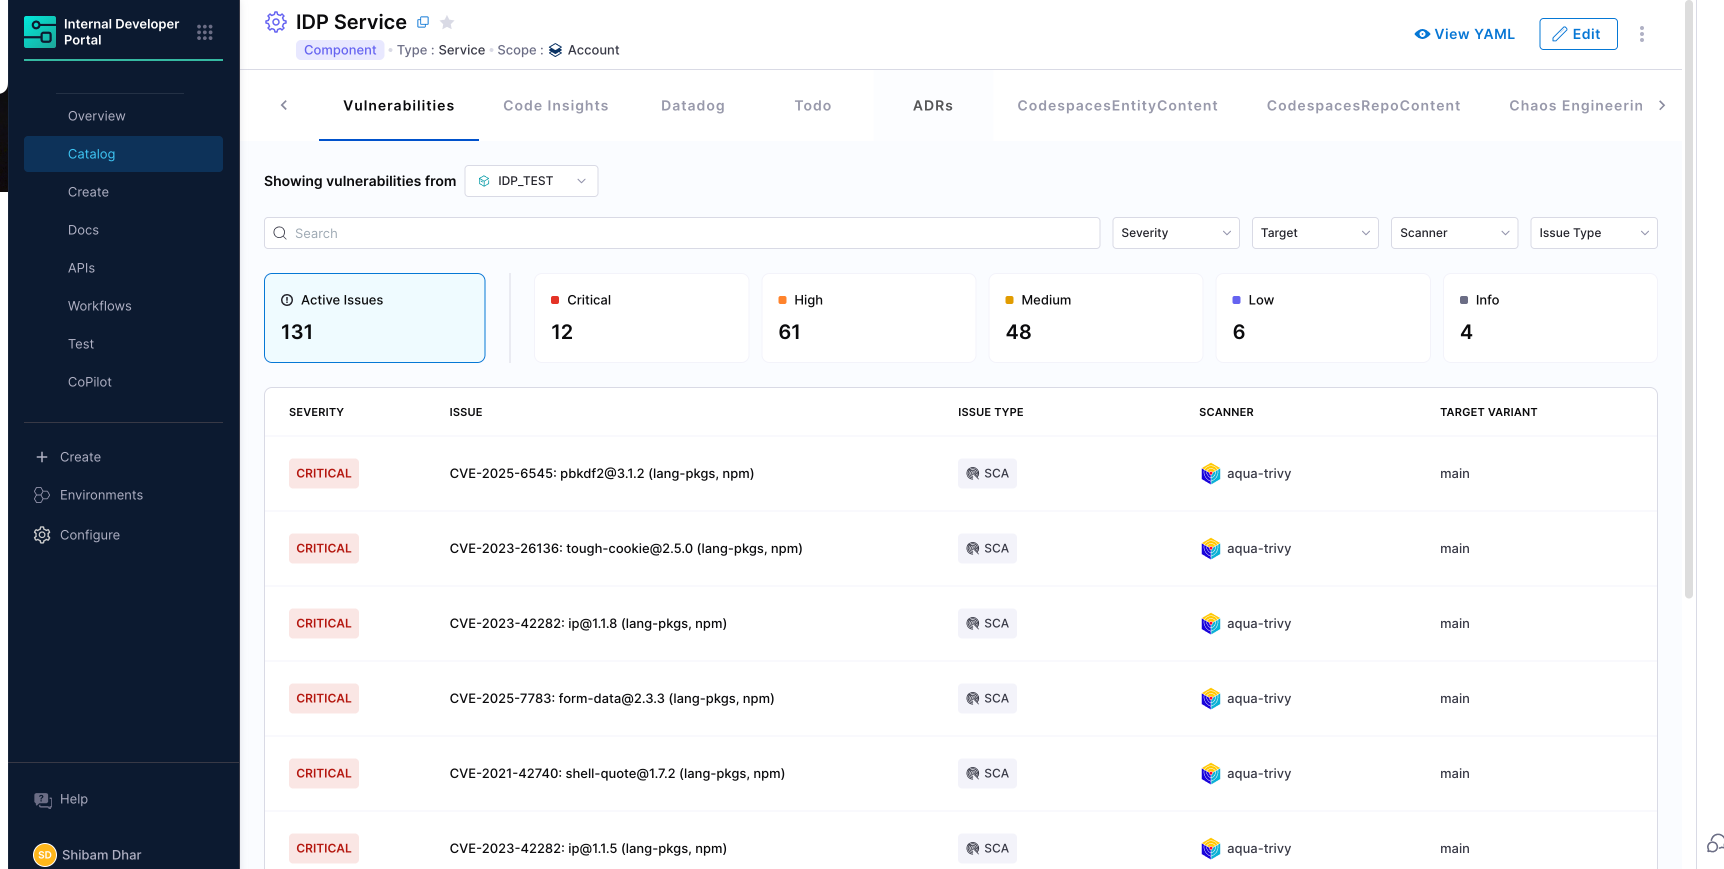 Internal Developer
Portal
Overview
Catalog
Create
Docs
APIs
Workflows
Test
CoPilot
Create
Environments
Configure
Help
SD Shibam Dhar
IDP Service
Component • Type : Service • Scope : Account
View YAML
Edit
Vulnerabilities Code Insights Datadog Todo ADRs CodespacesEntityContent CodespacesRepoContent Chaos Engineerin
Showing vulnerabilities from IDP_TEST
Search Severity Target Scanner Issue Type
Active Issues Critical High Medium Low Info
131 12 61 48 6 4
SEVERITY ISSUE ISSUE TYPE SCANNER TARGET VARIANT
CRITICAL CVE-2025-6545: pbkdf2@3.1.2 (lang-pkgs, npm) SCA aqua-trivy main
CRITICAL CVE-2023-26136: tough-cookie@2.5.0 (lang-pkgs, npm) SCA aqua-trivy main
CRITICAL CVE-2023-42282: ip@1.1.8 (lang-pkgs, npm) SCA aqua-trivy main
CRITICAL CVE-2025-7783: form-data@2.3.3 (lang-pkgs, npm) SCA aqua-trivy main
CRITICAL CVE-2021-42740: shell-quote@1.7.2 (lang-pkgs, npm) SCA aqua-trivy main
CRITICAL CVE-2023-42282: ip@1.1.5 (lang-pkgs, npm) SCA aqua-trivy main